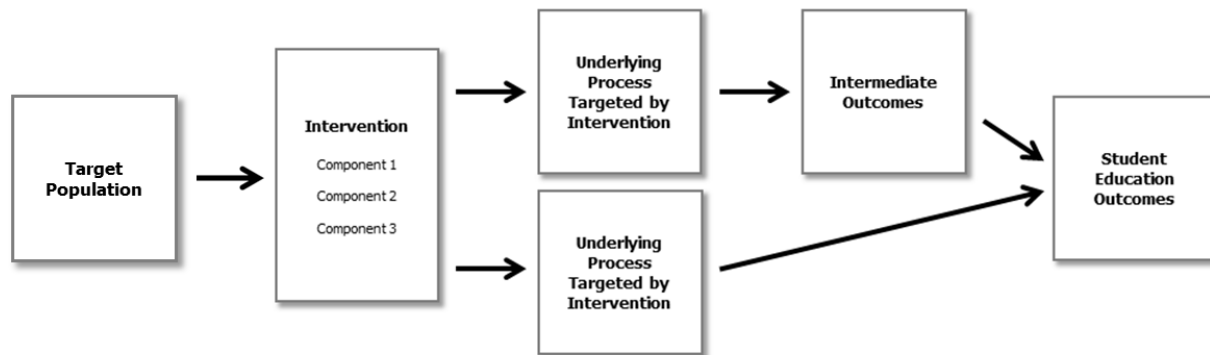 Target
Population
Intervention
Component 1
Component 2
Component 3
Underlying
Process
Targeted by
Intervention
Underlying
Process
Targeted by
Intervention
Intermediate
Outcomes
Student
Education
Outcomes